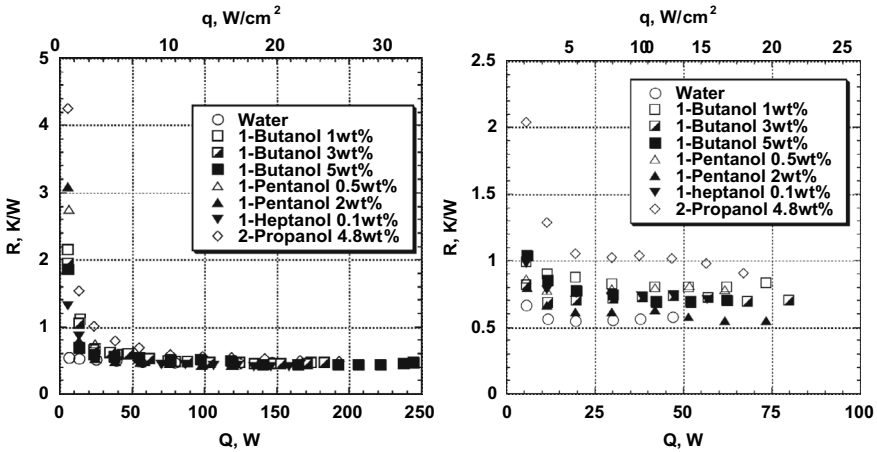 q, W/cm2
0 10 20 30
5
4
3
2
1
0
R, K/W
Water
1-Butanol 1wt%
1-Butanol 3wt%
1-Butanol 5wt%
1-Pentanol 0.5wt%
1-Pentanol 2wt%
1-Heptanol 0.1wt%
2-Propanol 4.8wt%
0 50 100 150 200 250
Q, W
q, W/cm2
0 5 10 0 15 20 25
2.5
2
1.5
1
0.5
0
R, K/W
Water
1-Butanol 1wt%
1-Butanol 3wt%
1-Butanol 5wt%
1-Pentanol 0.5wt%
1-Pentanol 2wt%
1-heptanol 0.1wt%
2-Propanol 4.8wt%
0 25 50 75 100
Q, W